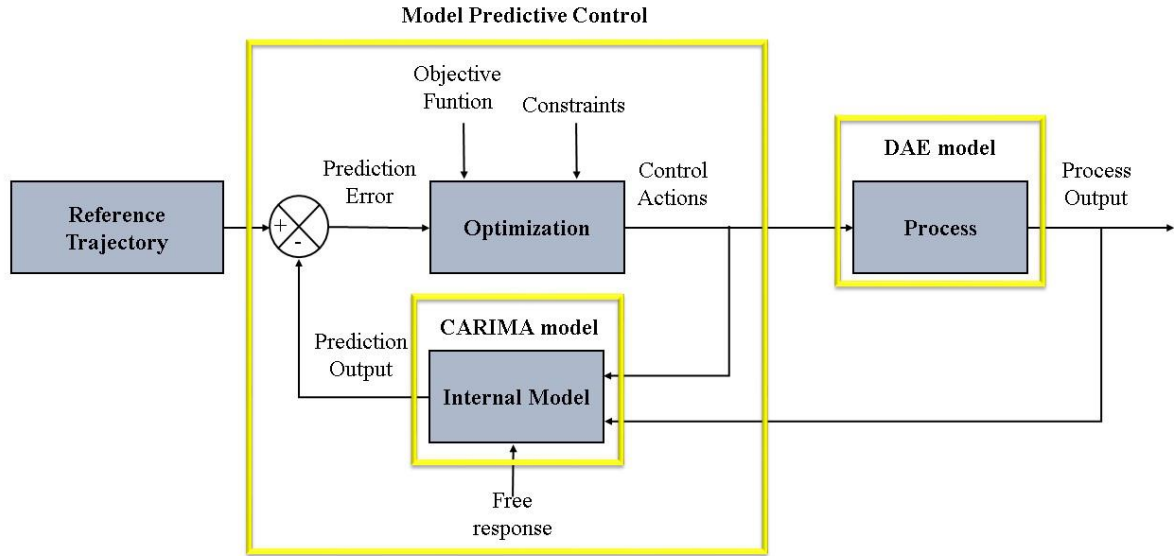 Model Predictive Control
Objective
Funtion
Constraints
Prediction
Error
Control
Actions
DAE model
Process
Output
Reference
Trajectory
+
-
Optimization
Process
CARIMA model
Prediction
Output
Internal Model
Free
response